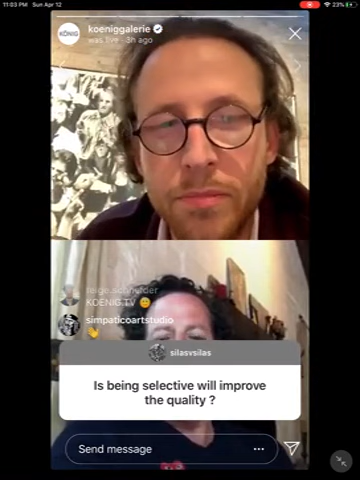 11:03 PM Sun Apr 12
23%
KÖNIG
koeniggalerie
was live · 3h ago
KOENIG.TV 😇
simpaticoartstudio
👋
silasvsilas
Is being selective will improve
the quality ?
Send message